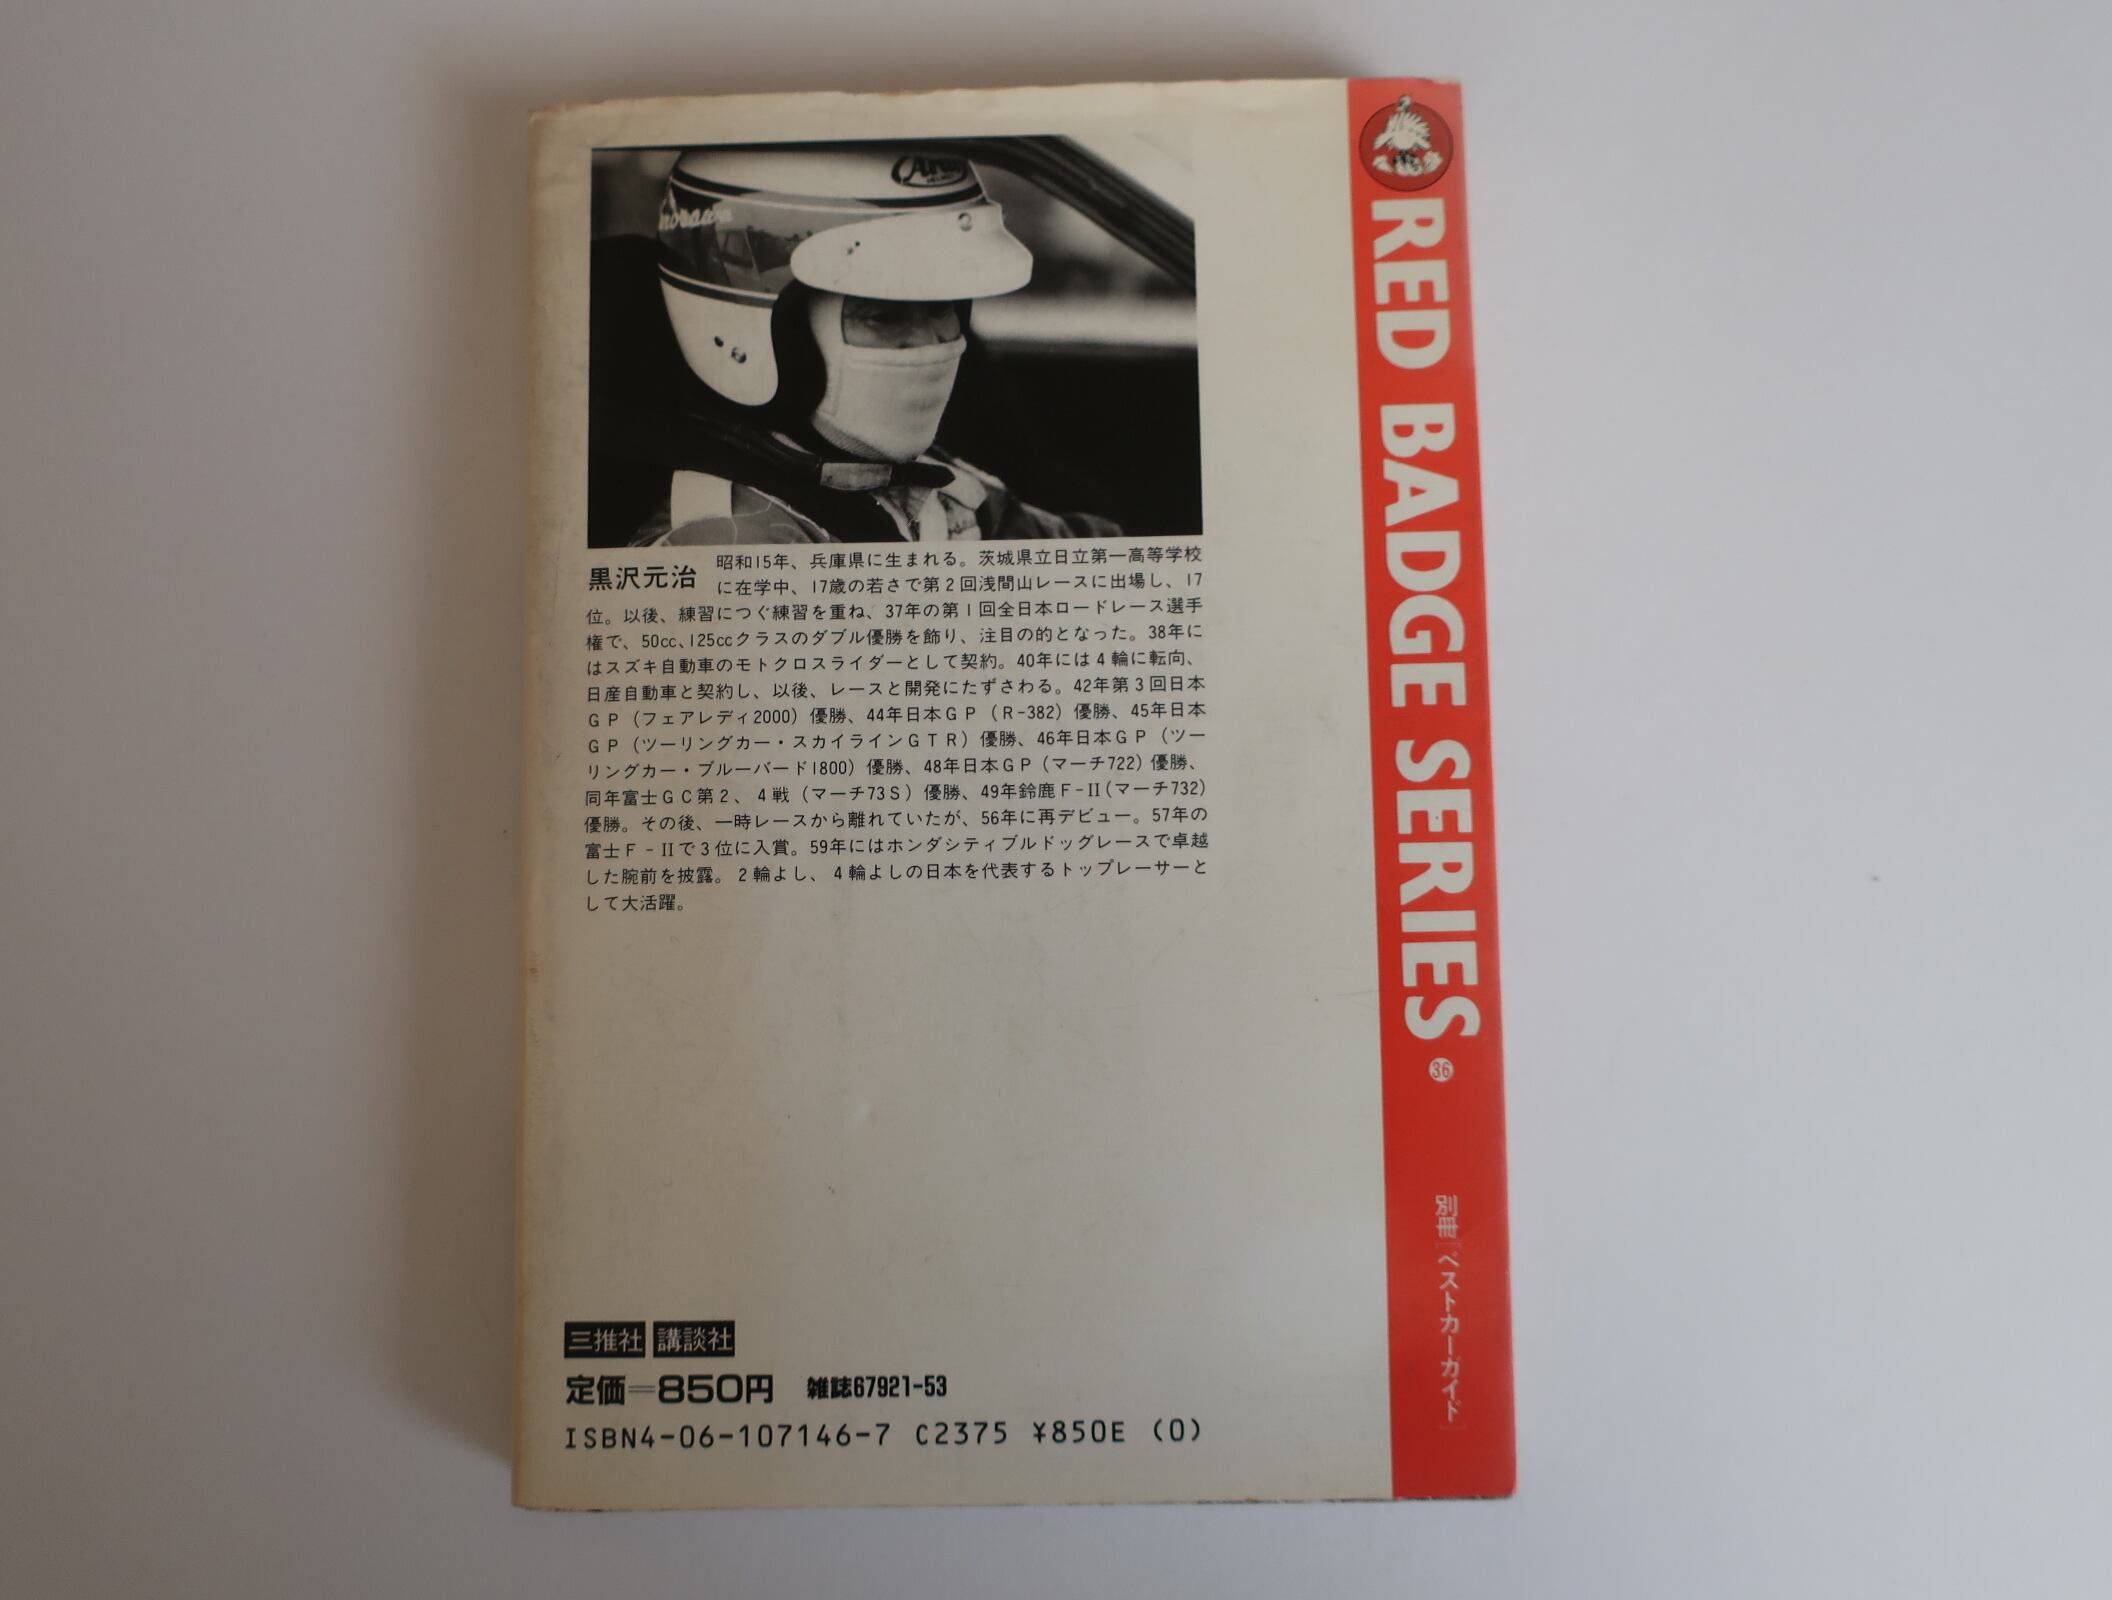 Arai
HELMET
黒沢元治
昭和15年、兵庫県に生まれる。茨城県立日立第一高等学校
に在学中、17歳の若さで第2回浅間山レースに出場し、17
位。以後、練習につぐ練習を重ね、37年の第1回全日本ロードレース選手
権で、50cc、125ccクラスのダブル優勝を飾り、注目の的となった。38年に
はスズキ自動車のモトクロスライダーとして契約。40年には4輪に転向、
日産自動車と契約し、以後、レースと開発にたずさわる。42年第3回日本
GP(フェアレディ2000)優勝、44年日本GP(R-382)優勝、45年日本
GP(ツーリングカー・スカイラインGTR)優勝、46年日本GP(ツー
リングカー・ブルーバード1800)優勝、48年日本GP(マーチ722)優勝、
同年富士GC第2、4戦(マーチ73S)優勝、49年鈴鹿F-II(マーチ732)
優勝。その後、一時レースから離れていたが、56年に再デビュー。57年の
富士F-IIで3位に入賞。59年にはホンダシティブルドッグレースで卓越
した腕前を披露。2輪よし、4輪よしの日本を代表するトップレーサーと
して大活躍。
三推社 講談社
定価=850円 雑誌67921-53
ISBN4-06-107146-7 C2375 ¥850E (0)
RED BADGE SERIES 36
別冊[ベストカーガイド]